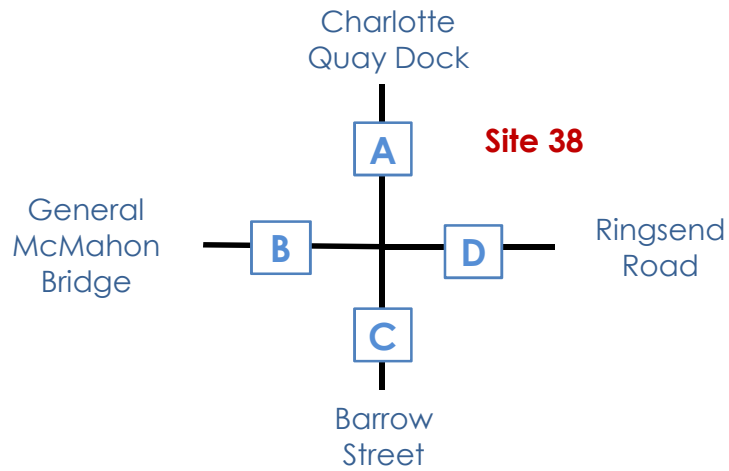 Charlotte
Quay Dock
A
Site 38
General
McMahon
Bridge
B
D
Ringsend
Road
C
Barrow
Street